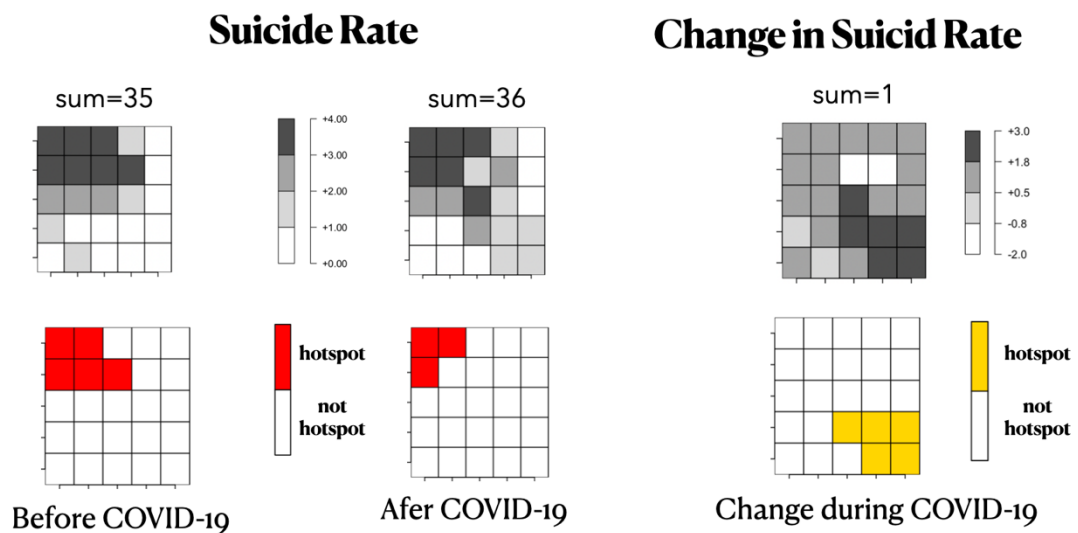 Suicide Rate
Change in Suicid Rate
sum=35
sum=36
sum=1
+4.00
+3.00
+2.00
+1.00
+0.00
+3.0
+1.8
+0.5
-0.8
-2.0
hotspot
not
hotspot
hotspot
not
hotspot
Before COVID-19
Afer COVID-19
Change during COVID-19